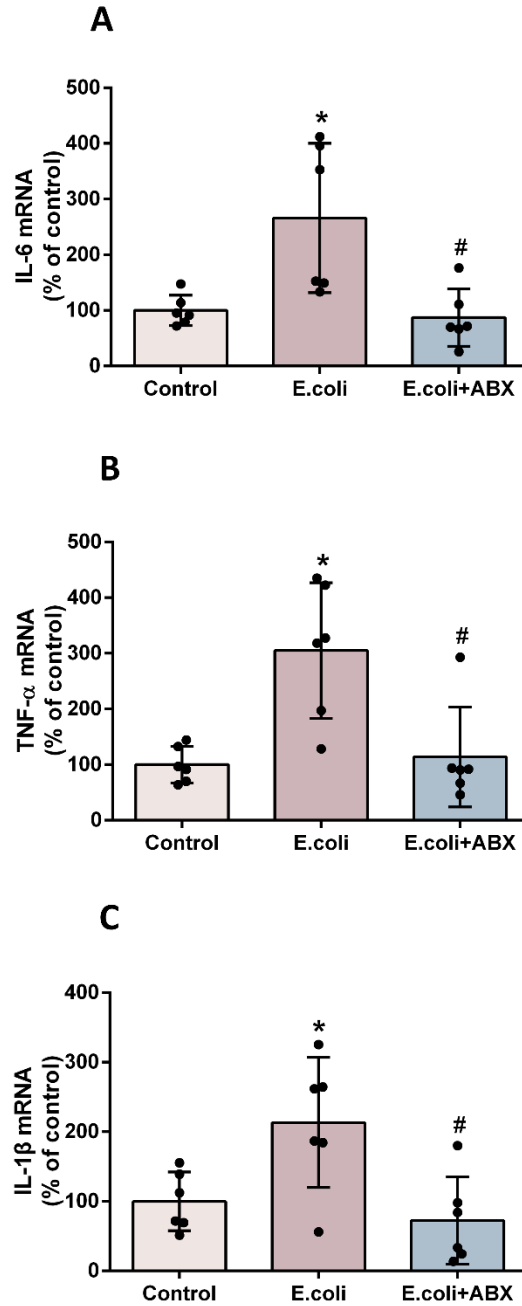 A
IL-6 mRNA
(% of control)
500
400
300
200
100
0
*
#
Control E.coli E.coli+ABX
B
TNF-α mRNA
(% of control)
500
400
300
200
100
0
*
#
Control E.coli E.coli+ABX
C
IL-1β mRNA
(% of control)
400
300
200
100
0
*
#
Control E.coli E.coli+ABX